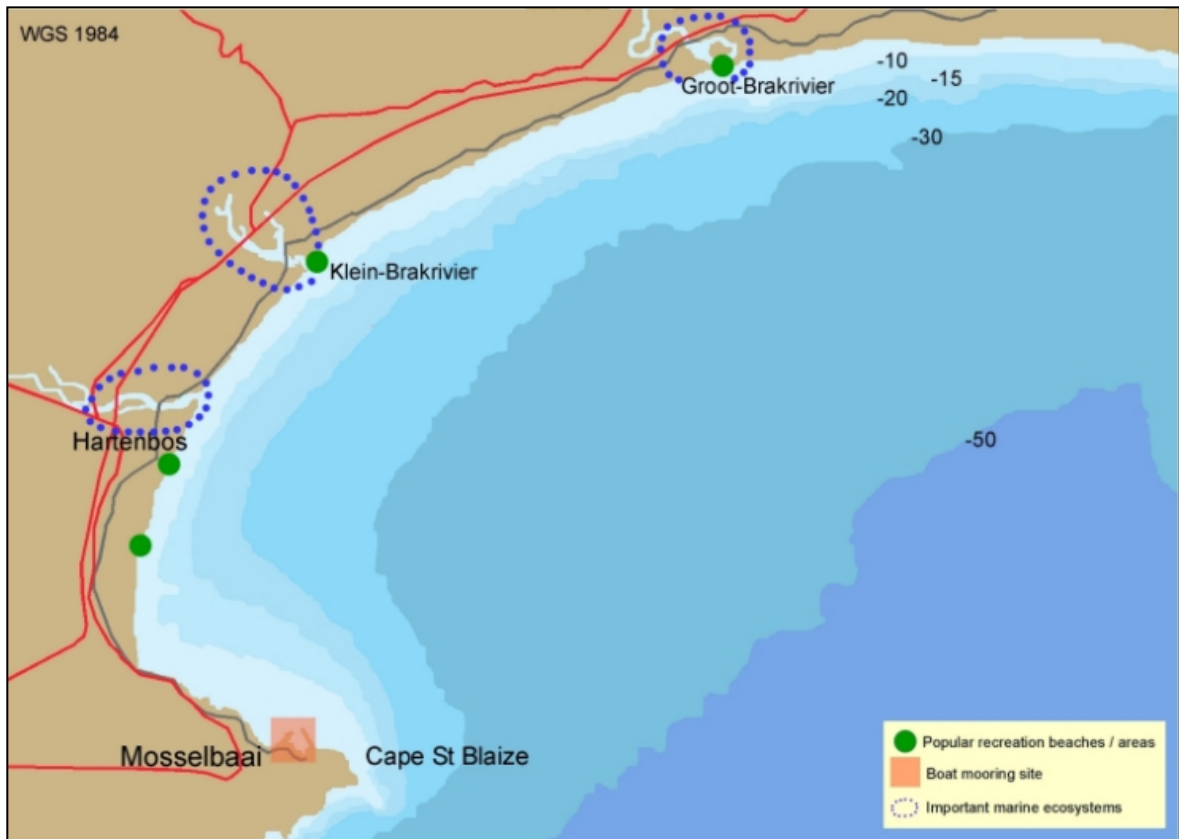 WGS 1984
Groot-Brakrivier
-10
-15
-20
-30
Klein-Brakrivier
Hartenbos
-50
Mosselbaai
Cape St Blaize
Popular recreation beaches / areas
Boat mooring site
Important marine ecosystems